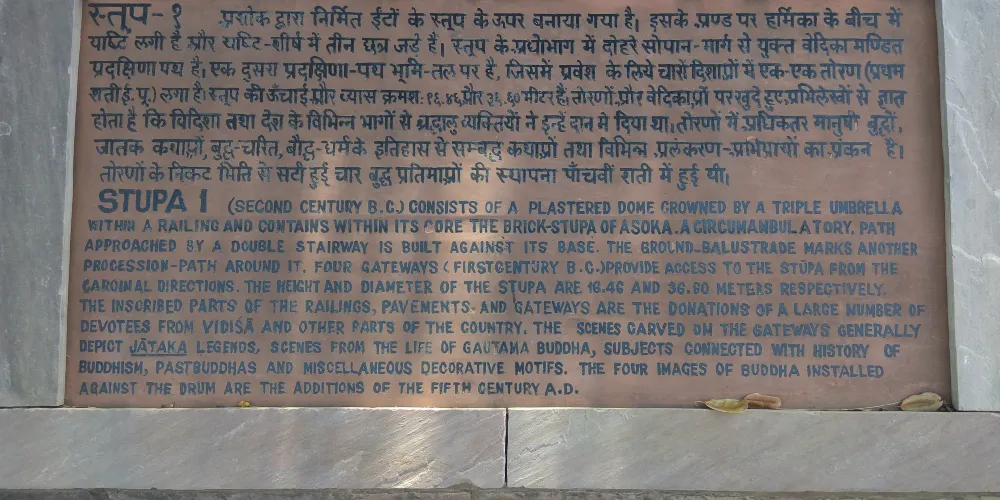 स्तूप-१ अशोक द्वारा निर्मित ईंटों के स्तूप के ऊपर बनाया गया है। इसके अण्ड पर हर्मिका के बीच में
यष्टि लगी है और यष्टि-शीर्ष में तीन छत्र जड़े हैं। स्तूप के अधोभाग में दोहरे सोपान-मार्ग से युक्त वेदिका मण्डित
प्रदक्षिणा पथ है। एक दूसरा प्रदक्षिणा-पथ भूमि-तल पर है, जिसमें प्रवेश के लिये चारों दिशाओं में एक-एक तोरण (प्रथम
शती ई. पू.) लगा है। स्तूप की ऊँचाई और व्यास क्रमशः १६.४६ और ३६.६० मीटर है। तोरणों और वेदिकाओं पर खुदे हुए अभिलेखों से ज्ञात
होता है कि विदिशा तथा देश के विभिन्न भागों से श्रद्धालु व्यक्तियों ने इन्हें दान में दिया था। तोरणों में अधिकतर मानुषी बुद्धों,
जातक कथाओं, बुद्ध-चरित, बौद्ध-धर्म के इतिहास से सम्बद्ध कथाओं तथा विभिन्न अलंकरण-अभिप्रायों का अंकन है।
तोरणों के निकट भित्ति से सटी हुई चार बुद्ध प्रतिमाओं की स्थापना पाँचवीं शती में हुई थी।
STUPA 1 (SECOND CENTURY B.C.) CONSISTS OF A PLASTERED DOME CROWNED BY A TRIPLE UMBRELLA
WITHIN A RAILING AND CONTAINS WITHIN ITS CORE THE BRICK-STUPA OF ASOKA. A CIRCUMAMBULATORY PATH
APPROACHED BY A DOUBLE STAIRWAY IS BUILT AGAINST ITS BASE. THE GROUND-BALUSTRADE MARKS ANOTHER
PROCESSION-PATH AROUND IT. FOUR GATEWAYS (FIRST CENTURY B.C.) PROVIDE ACCESS TO THE STŪPA FROM THE
CARDINAL DIRECTIONS. THE HEIGHT AND DIAMETER OF THE STUPA ARE 16.46 AND 36.60 METERS RESPECTIVELY.
THE INSCRIBED PARTS OF THE RAILINGS, PAVEMENTS AND GATEWAYS ARE THE DONATIONS OF A LARGE NUMBER OF
DEVOTEES FROM VIDIŚĀ AND OTHER PARTS OF THE COUNTRY. THE SCENES CARVED ON THE GATEWAYS GENERALLY
DEPICT JĀTAKA LEGENDS, SCENES FROM THE LIFE OF GAUTAMA BUDDHA, SUBJECTS CONNECTED WITH HISTORY OF
BUDDHISM, PAST BUDDHAS AND MISCELLANEOUS DECORATIVE MOTIFS. THE FOUR IMAGES OF BUDDHA INSTALLED
AGAINST THE DRUM ARE THE ADDITIONS OF THE FIFTH CENTURY A.D.